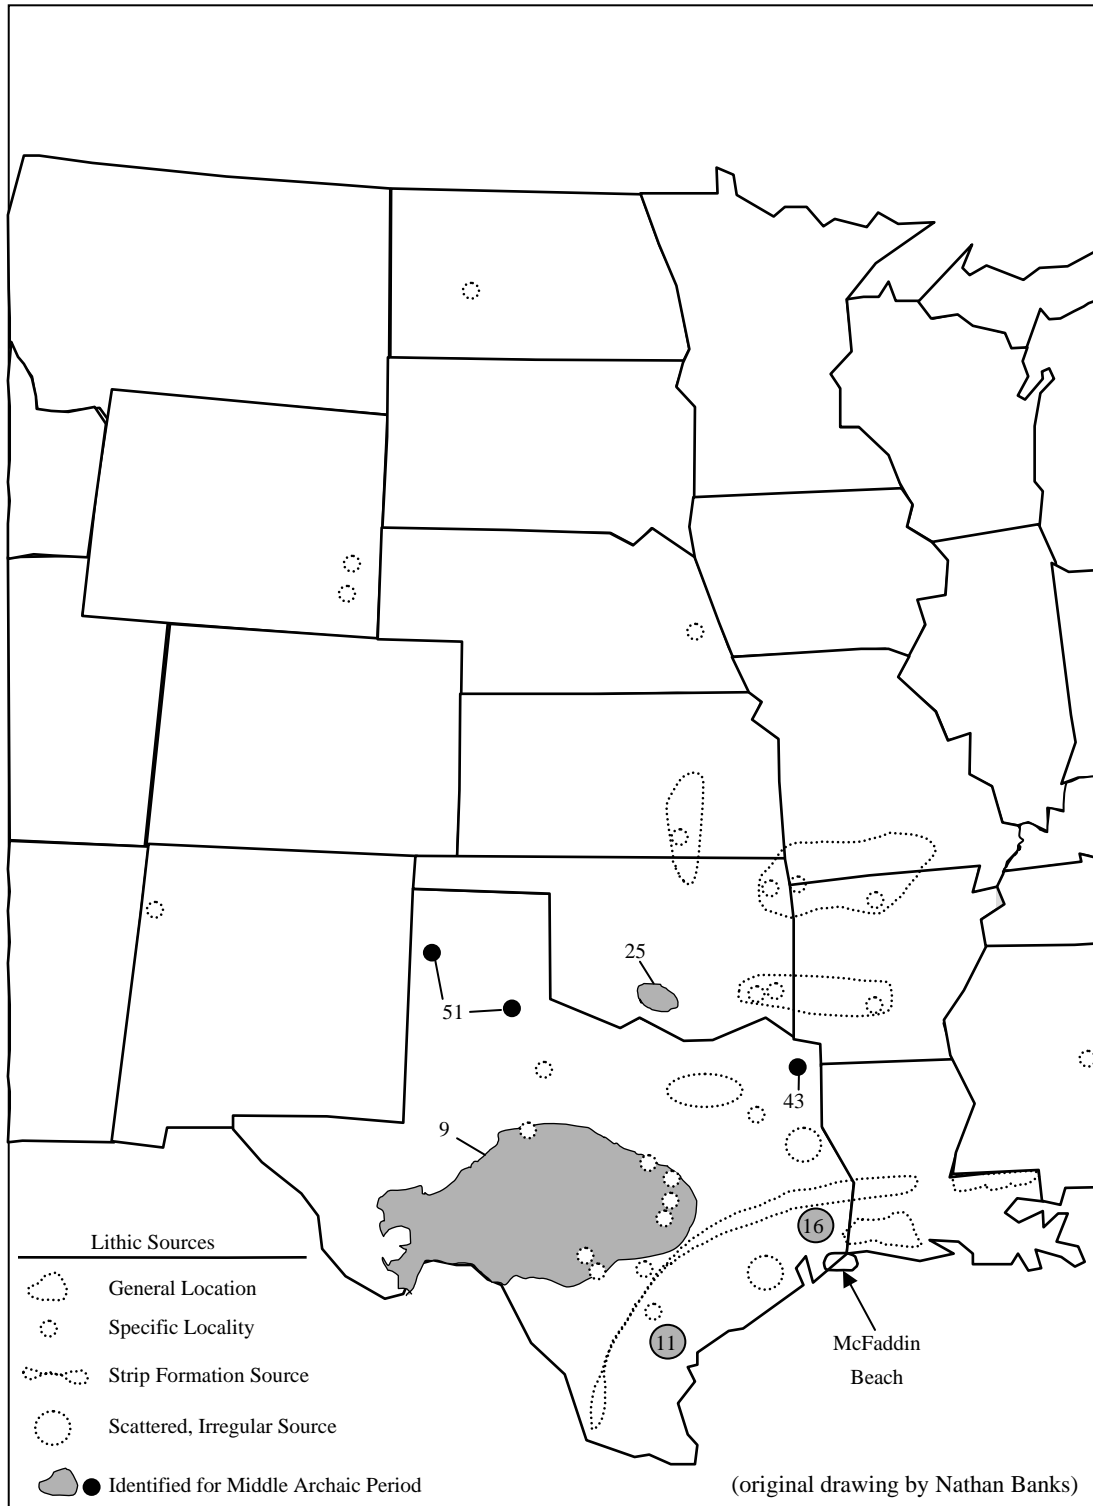 25
51
43
9
16
11
McFaddin
Beach
Lithic Sources
General Location
Specific Locality
Strip Formation Source
Scattered, Irregular Source
Identified for Middle Archaic Period
(original drawing by Nathan Banks)